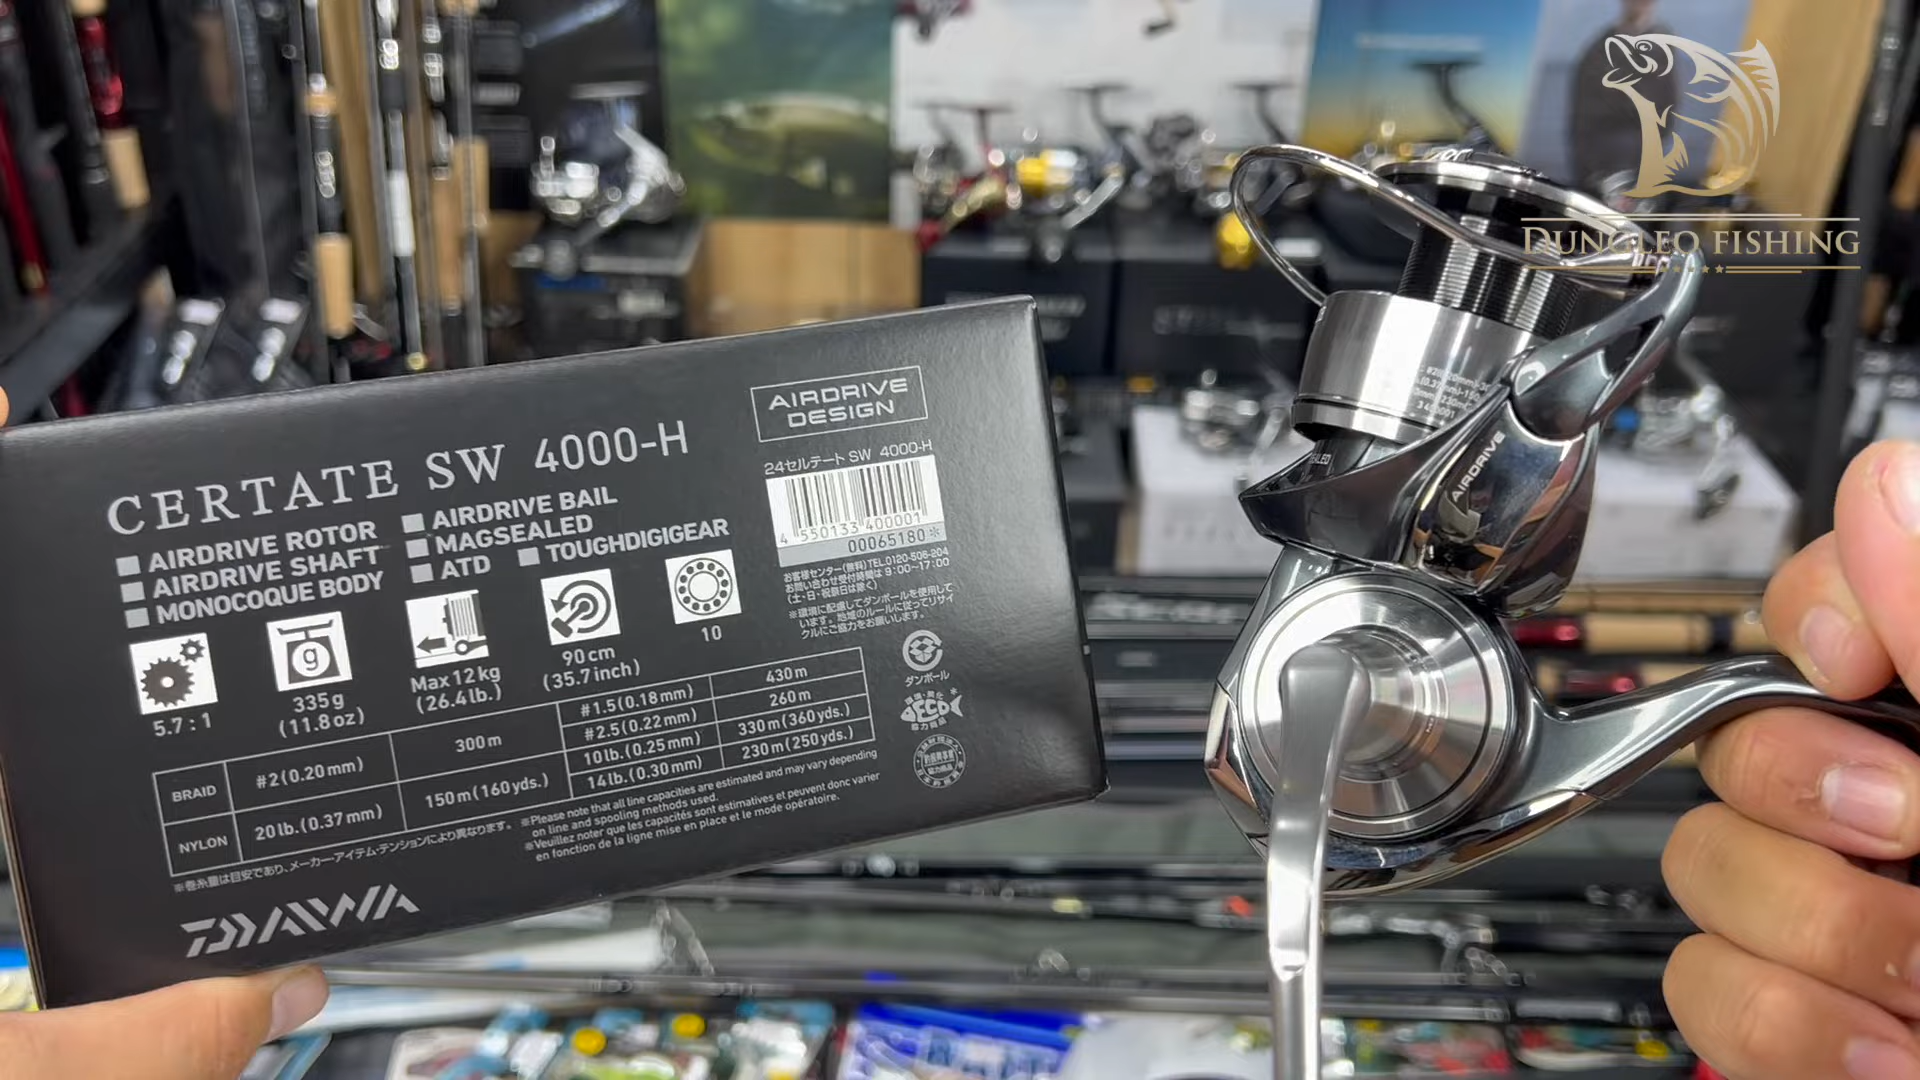 DUNGLEO FISHING
CERTATE SW 4000-H
AIRDRIVE ROTOR
AIRDRIVE SHAFT
MONOCOQUE BODY
AIRDRIVE BAIL
MAGSEALED
ATD
TOUGHDIGIGEAR
5.7 : 1
335g
(11.8oz)
Max 12kg
(26.4lb.)
90cm
(35.7inch)
10
AIRDRIVE
DESIGN
24セルテート SW 4000-H
4 550133 400001
00065180※
お客様センター(無料)TEL.0120-506-204
お問い合わせ受付時間は 9:00~17:00
(土・日・祝祭日は除く)
※環境に配慮してダンボールを使用して
います。地域のルールに従ってリサイ
クルにご協力をお願いします。
ダンボール
ECO
BRAID #2(0.20mm) 300m #1.5(0.18mm) 430m
#2.5(0.22mm) 260m
NYLON 20lb.(0.37mm) 150m(160yds.) 10lb.(0.25mm) 330m(360yds.)
14lb.(0.30mm) 230m(250yds.)
※巻糸量は目安であり、メーカー・アイテム・テンションにより異なります。
※Please note that all line capacities are estimated and may vary depending
on line and spooling methods used.
※Veuillez noter que les capacités sont estimatives et peuvent donc varier
en fonction de la ligne mise en place et le mode opératoire.
DAIWA
AIRDRIVE